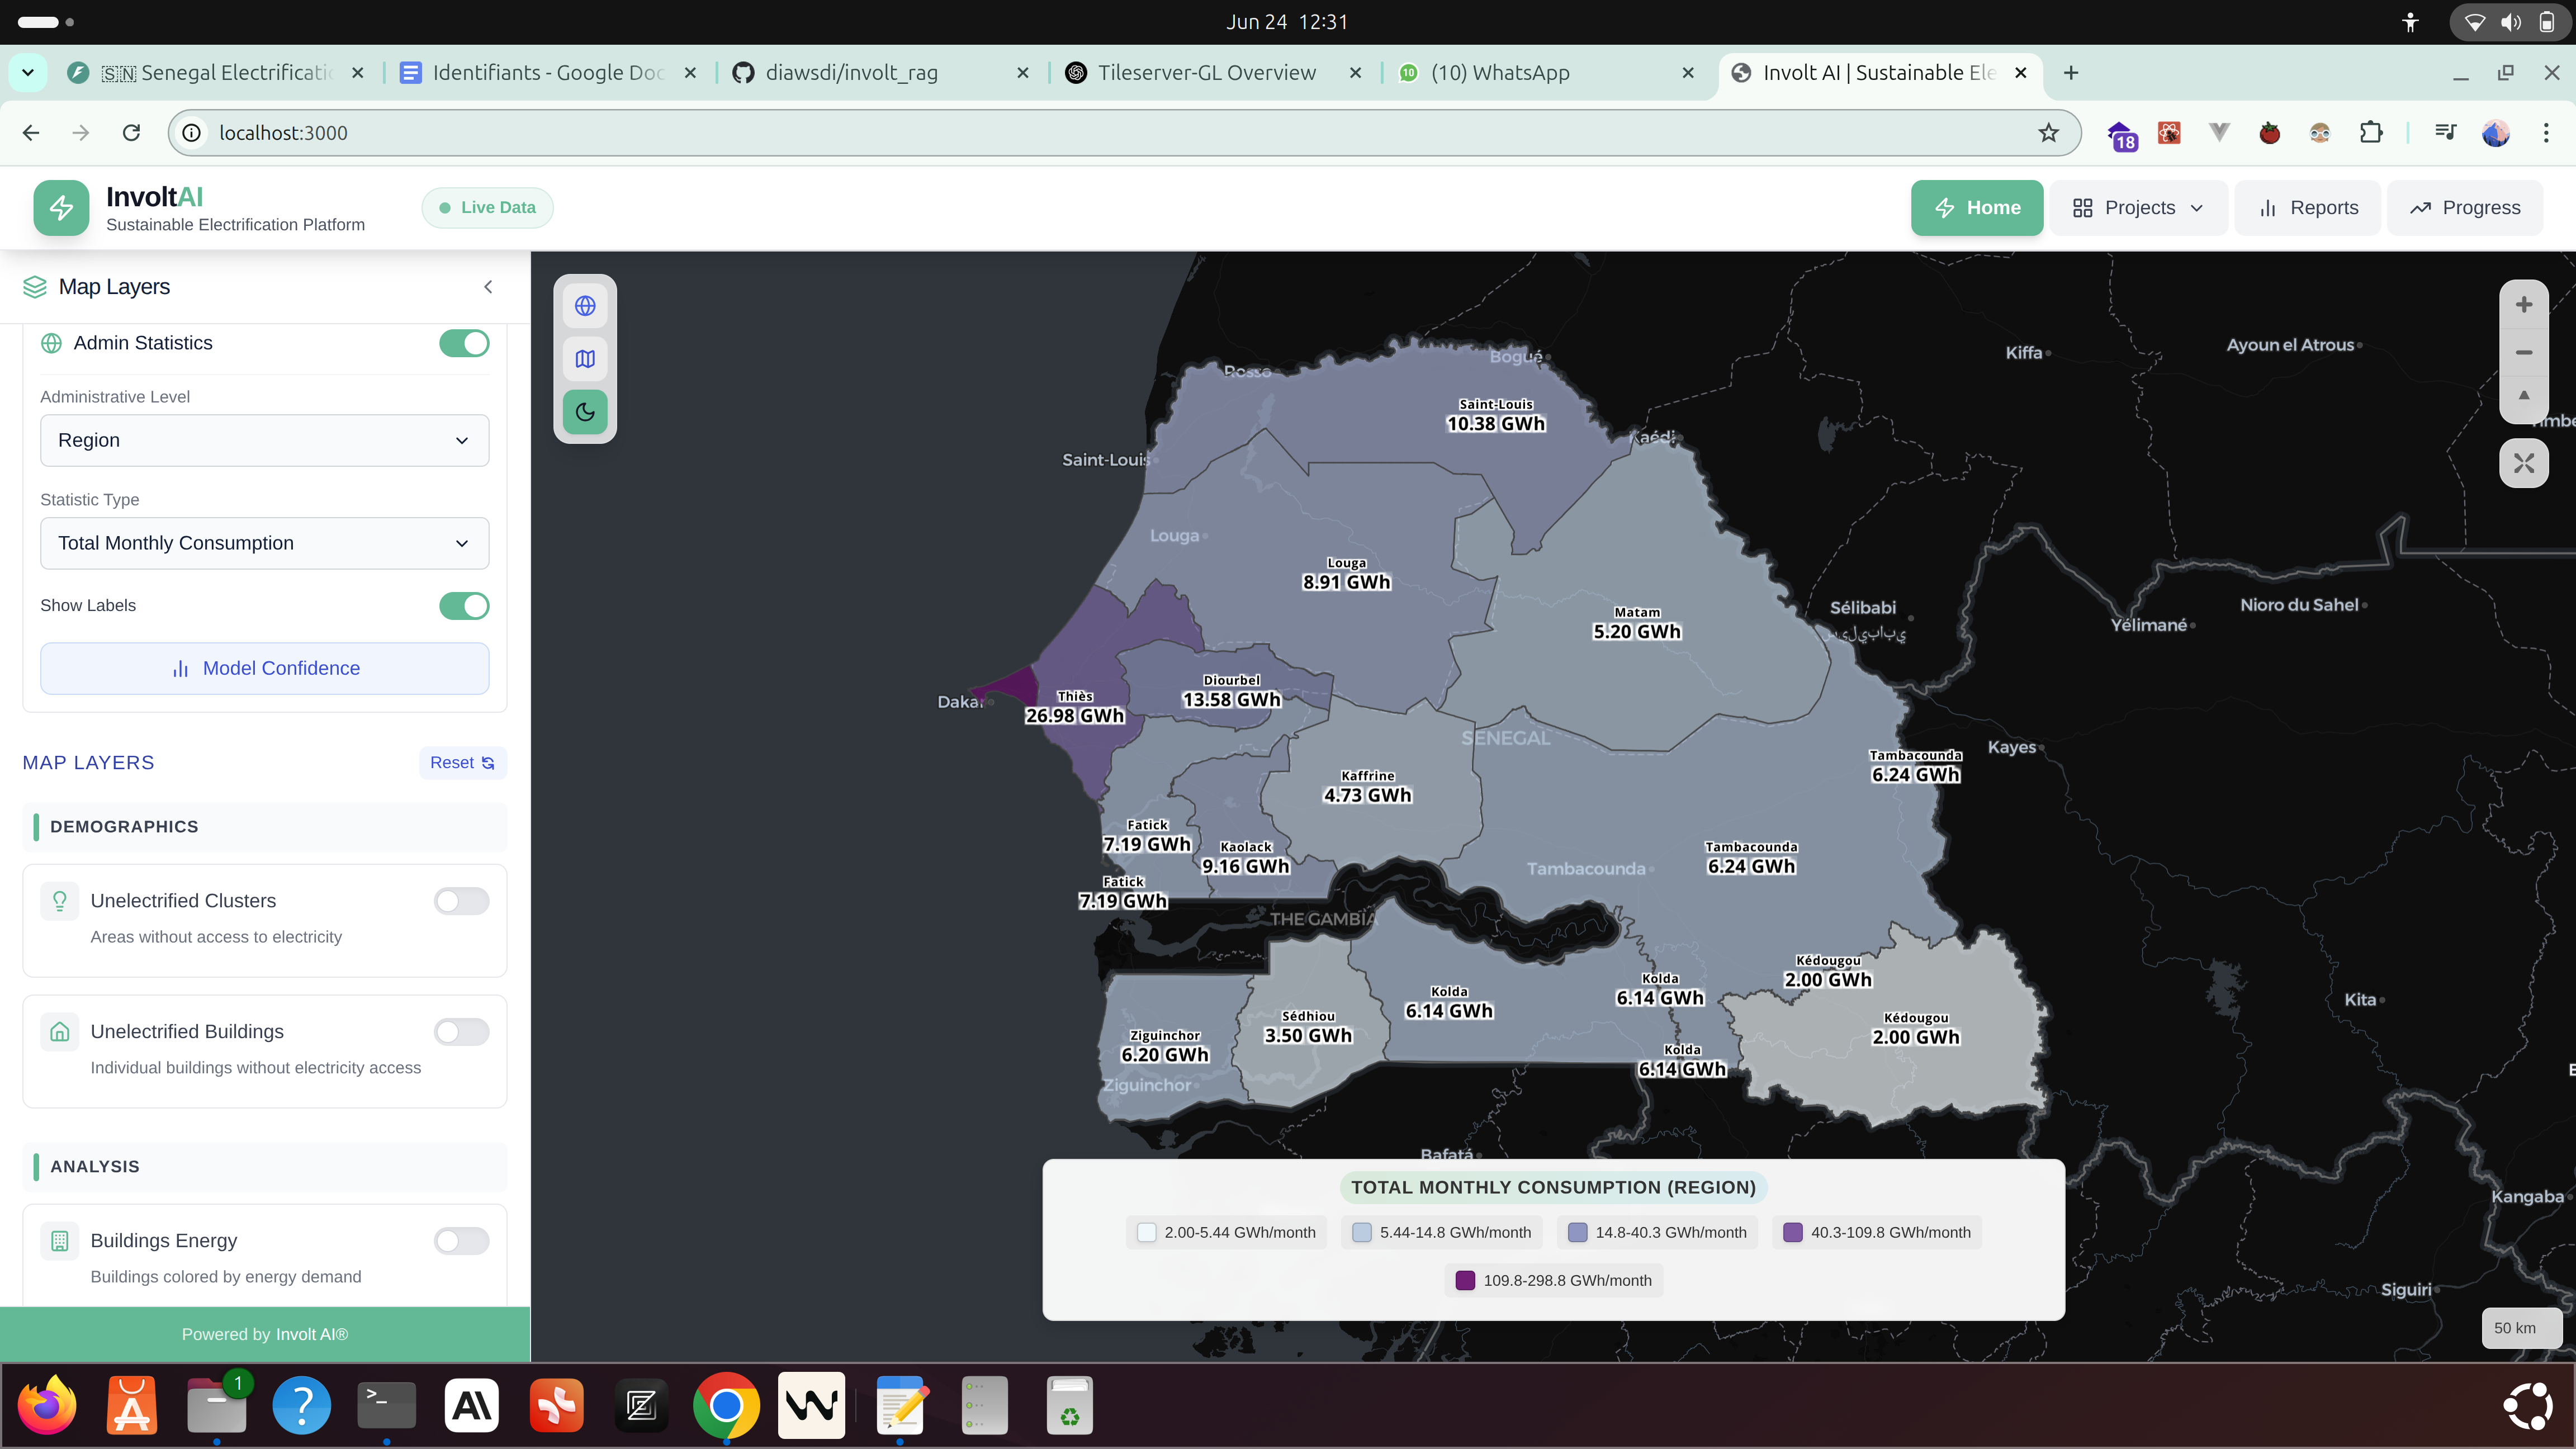 Jun 24 12:31
🇸🇳 Senegal Electrificatio
Identifiants - Google Doc
diawsdi/involt_rag
Tileserver-GL Overview
10
(10) WhatsApp
Involt AI | Sustainable Ele
localhost:3000
18
InvoltAI
Sustainable Electrification Platform
Live Data
Home
Projects
Reports
Progress
Map Layers
Admin Statistics
Administrative Level
Region
Statistic Type
Total Monthly Consumption
Show Labels
Model Confidence
MAP LAYERS
Reset
DEMOGRAPHICS
Unelectrified Clusters
Areas without access to electricity
Unelectrified Buildings
Individual buildings without electricity access
ANALYSIS
Buildings Energy
Buildings colored by energy demand
Powered by Involt AI®
Rosso
Bogué
Kiffa
Ayoun el Atrous
Saint-Louis
10.38 GWh
Kaédi
Saint-Louis
Louga
Louga
8.91 GWh
Matam
5.20 GWh
Sélibabi
سيليبابي
Yélimané
Nioro du Sahel
Dakar
Thiès
26.98 GWh
Diourbel
13.58 GWh
SENEGAL
Tambacounda
6.24 GWh
Kayes
Kaffrine
4.73 GWh
Fatick
7.19 GWh
Kaolack
9.16 GWh
Tambacounda
Tambacounda
6.24 GWh
Fatick
7.19 GWh
THE GAMBIA
Kédougou
2.00 GWh
Kolda
6.14 GWh
Kolda
6.14 GWh
Kita
Sédhiou
3.50 GWh
Kédougou
2.00 GWh
Ziguinchor
6.20 GWh
Kolda
6.14 GWh
Ziguinchor
Bafatá
Kangaba
Siguiri
TOTAL MONTHLY CONSUMPTION (REGION)
2.00-5.44 GWh/month
5.44-14.8 GWh/month
14.8-40.3 GWh/month
40.3-109.8 GWh/month
109.8-298.8 GWh/month
50 km
1